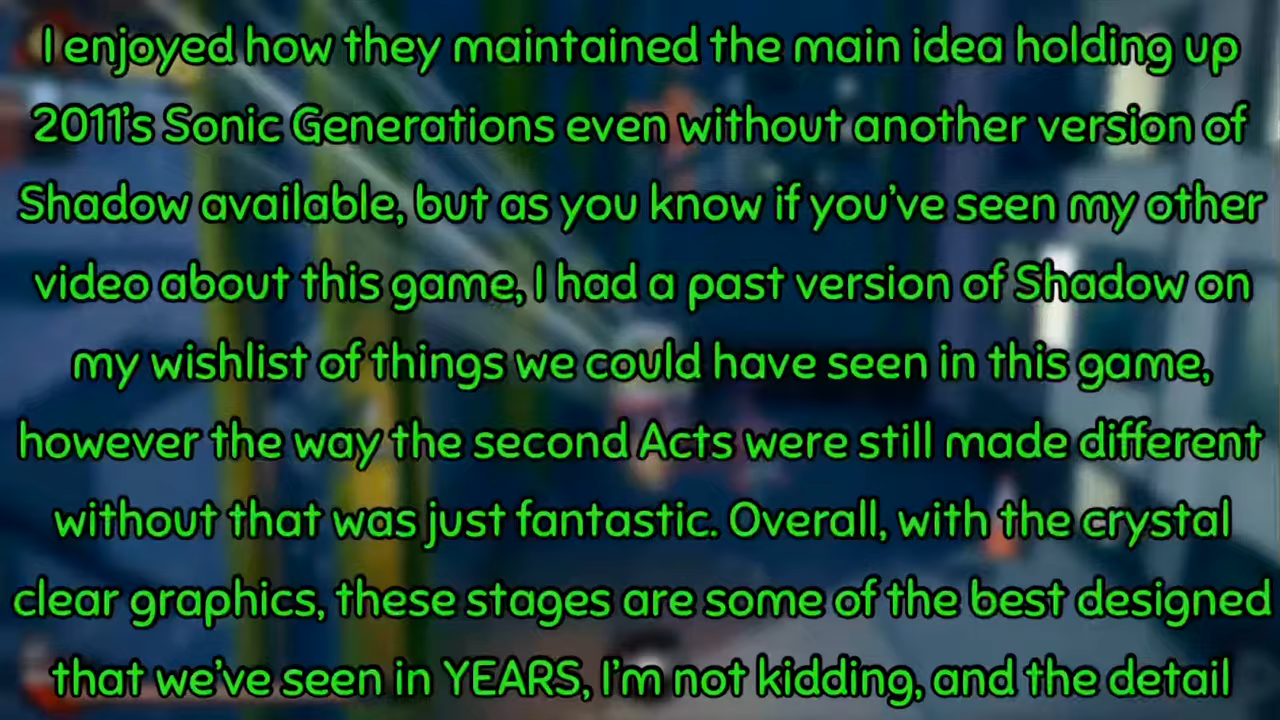 I enjoyed how they maintained the main idea holding up
2011's Sonic Generations even without another version of
Shadow available, but as you know if you've seen my other
video about this game, I had a past version of Shadow on
my wishlist of things we could have seen in this game,
however the way the second Acts were still made different
without that was just fantastic. Overall, with the crystal
clear graphics, these stages are some of the best designed
that we've seen in YEARS, I'm not kidding, and the detail